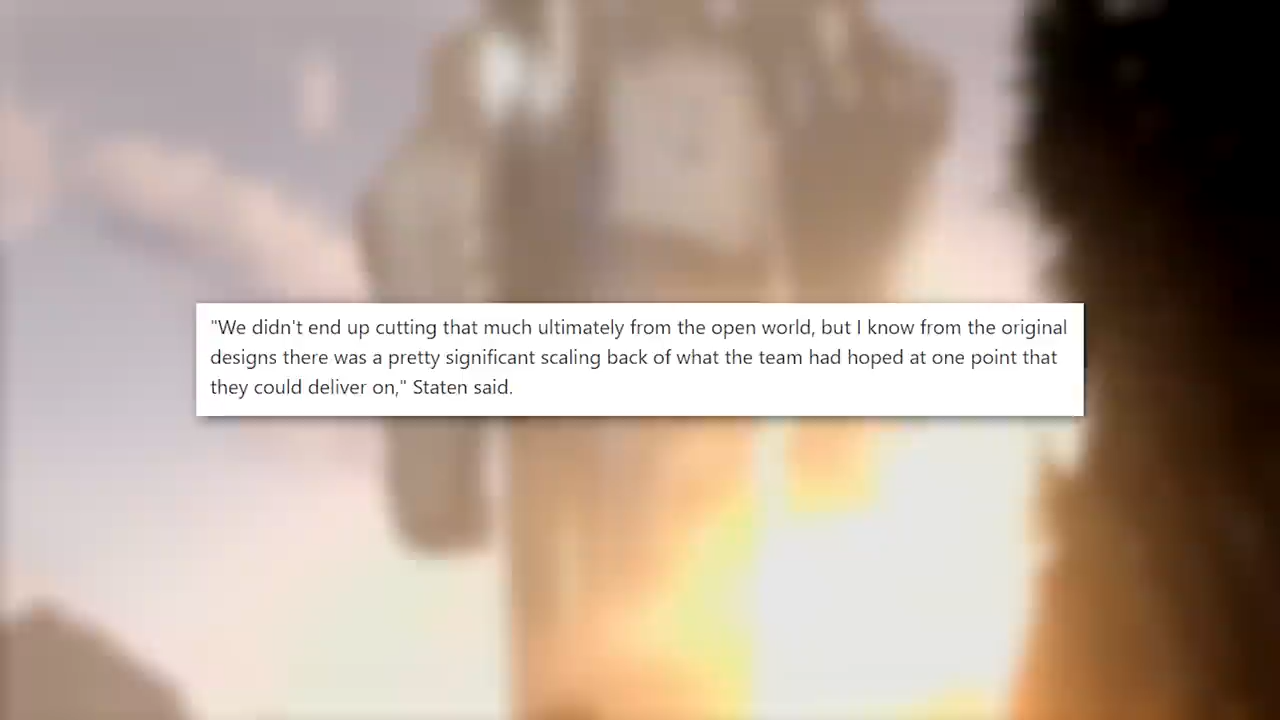 "We didn't end up cutting that much ultimately from the open world, but I know from the original
designs there was a pretty significant scaling back of what the team had hoped at one point that
they could deliver on," Staten said.